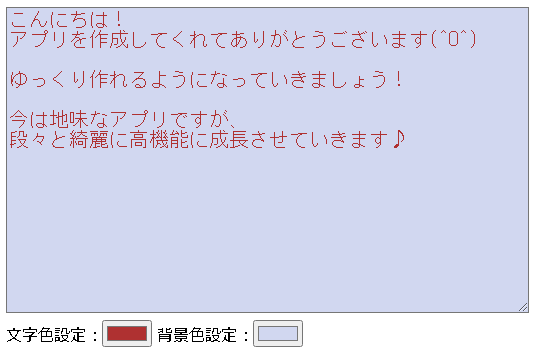 こんにちは！
アプリを作成してくれてありがとうございます(^O^)
ゆっくり作れるようになっていきましょう！
今は地味なアプリですが、
段々と綺麗に高機能に成長させていきます♪
文字色設定： 背景色設定：